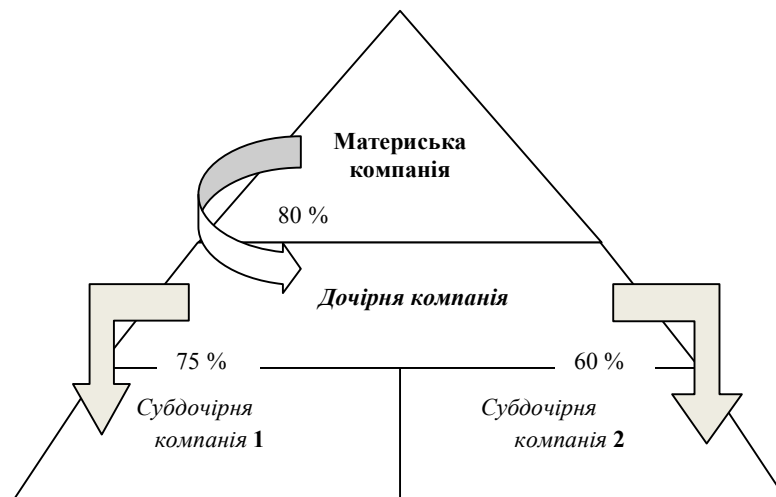 Материська
компанія
80 %
Дочірня компанія
75 %
60 %
Субдочірня
компанія 1
Субдочірня
компанія 2